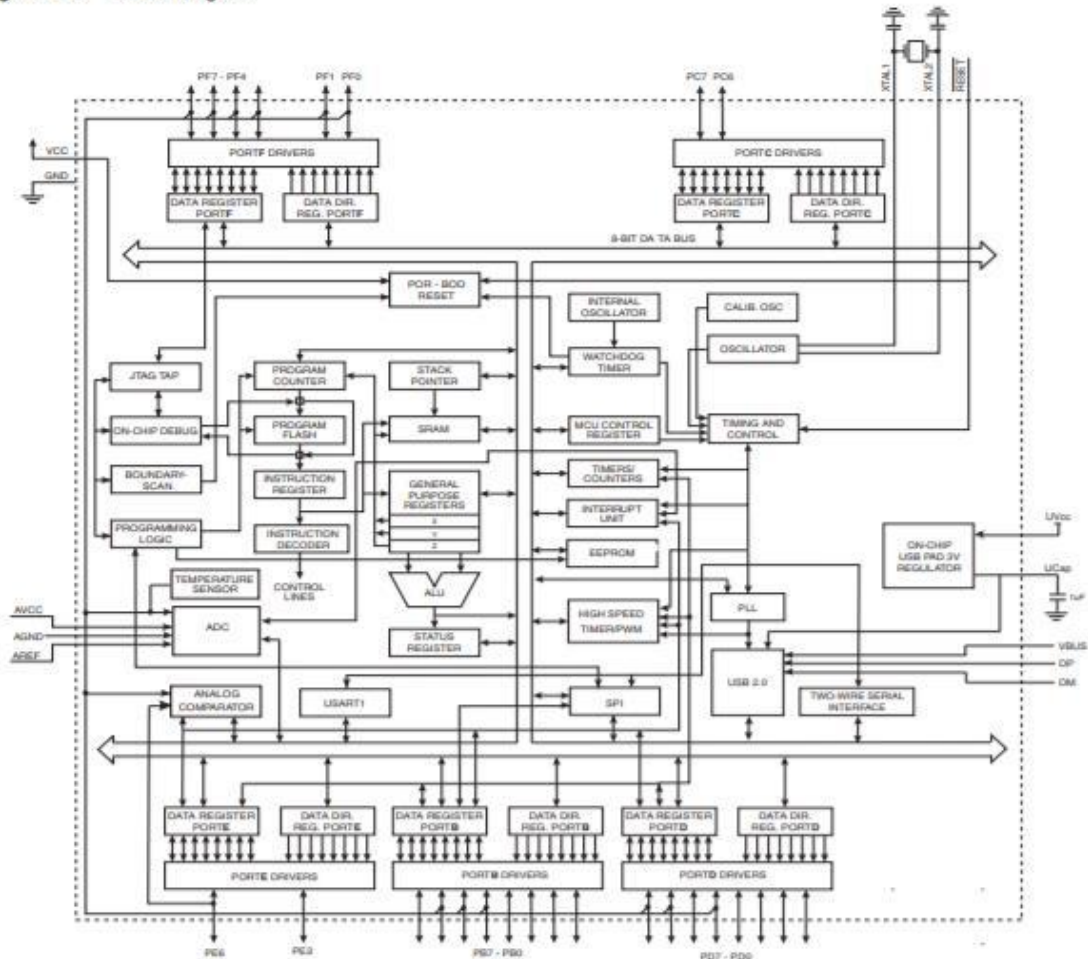 PF7 - PF4
PF1 PF0
PC7 PC6
XTAL1
XTAL2
RESET
VCC
GND
PORTF DRIVERS
PORTC DRIVERS
DATA REGISTER
PORTF
DATA DIR.
REG. PORTF
DATA REGISTER
PORTC
DATA DIR.
REG. PORTC
8-BIT DA TA BUS
POR - BOD
RESET
INTERNAL
OSCILLATOR
CALIB. OSC
OSCILLATOR
WATCHDOG
TIMER
JTAG TAP
PROGRAM
COUNTER
STACK
POINTER
ON-CHIP DEBUG
PROGRAM
FLASH
SRAM
MCU CONTROL
REGISTER
TIMING AND
CONTROL
BOUNDARY-
SCAN
INSTRUCTION
REGISTER
GENERAL
PURPOSE
REGISTERS
X
Y
Z
TIMERS/
COUNTERS
INTERRUPT
UNIT
PROGRAMMING
LOGIC
INSTRUCTION
DECODER
EEPROM
ON-CHIP
USB PAD 3V
REGULATOR
UVcc
UCap
1uF
TEMPERATURE
SENSOR
CONTROL
LINES
ALU
HIGH SPEED
TIMER/PWM
PLL
AVCC
AGND
AREF
ADC
STATUS
REGISTER
USB 2.0
VBUS
DP
DM
ANALOG
COMPARATOR
USART1
SPI
TWO-WIRE SERIAL
INTERFACE
DATA REGISTER
PORTE
DATA DIR.
REG. PORTE
DATA REGISTER
PORTB
DATA DIR.
REG. PORTB
DATA REGISTER
PORTD
DATA DIR.
REG. PORTD
PORTE DRIVERS
PORTB DRIVERS
PORTD DRIVERS
PE6
PE2
PB7 - PB0
PD7 - PD0